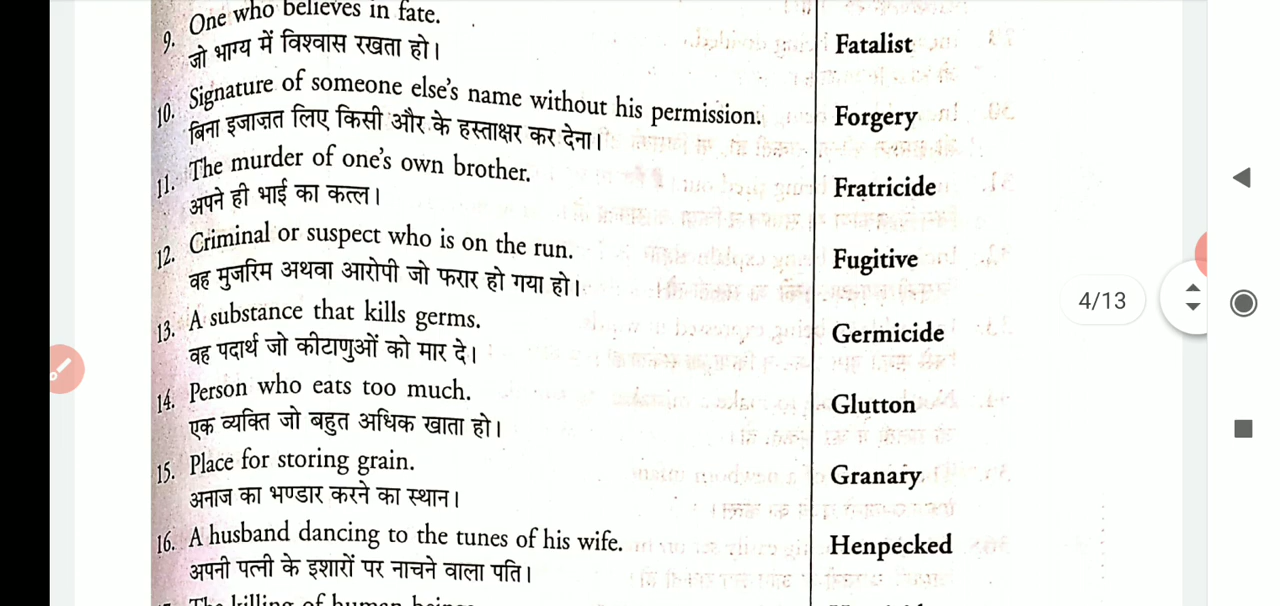 9. One who believes in fate. Fatalist
जो भाग्य में विश्वास रखता हो।
10. Signature of someone else's name without his permission. Forgery
बिना इजाज़त लिए किसी और के हस्ताक्षर कर देना।
11. The murder of one's own brother. Fratricide
अपने ही भाई का कत्ल।
12. Criminal or suspect who is on the run. Fugitive
वह मुजरिम अथवा आरोपी जो फरार हो गया हो।
13. A substance that kills germs. Germicide
वह पदार्थ जो कीटाणुओं को मार दे।
4/13
14. Person who eats too much. Glutton
एक व्यक्ति जो बहुत अधिक खाता हो।
15. Place for storing grain. Granary
अनाज का भण्डार करने का स्थान।
16. A husband dancing to the tunes of his wife. Henpecked
अपनी पत्नी के इशारों पर नाचने वाला पति।
The killing of human